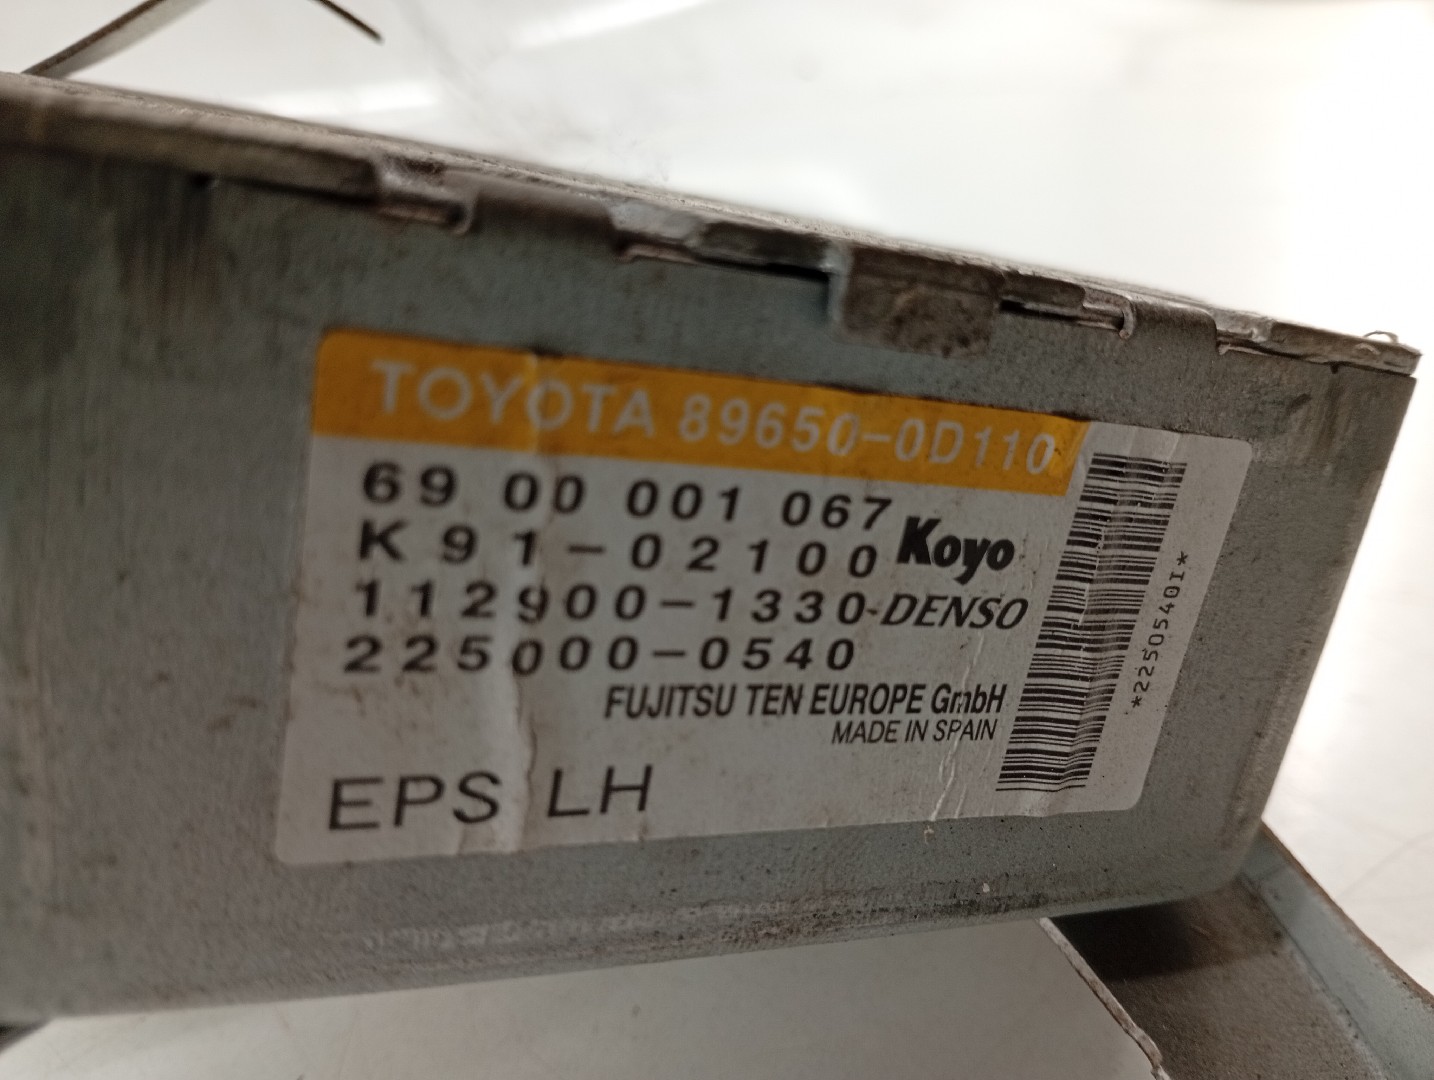 TOYOTA 89650-0D110
69 00 001 067
K91-02100 Koyo
112900-1330-DENSO
225000-0540
FUJITSU TEN EUROPE GmbH
MADE IN SPAIN
EPS LH
*2250540I*